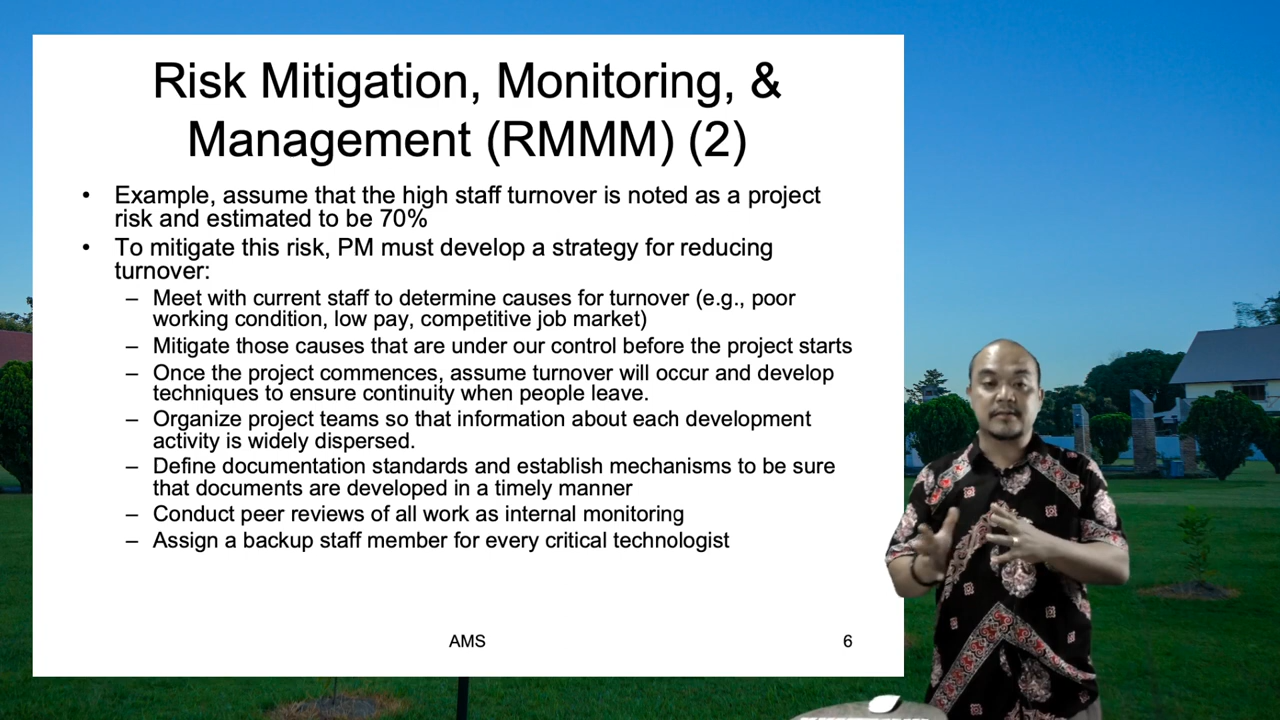 Risk Mitigation, Monitoring, &
Management (RMMM) (2)
• Example, assume that the high staff turnover is noted as a project
risk and estimated to be 70%
• To mitigate this risk, PM must develop a strategy for reducing
turnover:
– Meet with current staff to determine causes for turnover (e.g., poor
working condition, low pay, competitive job market)
– Mitigate those causes that are under our control before the project starts
– Once the project commences, assume turnover will occur and develop
techniques to ensure continuity when people leave.
– Organize project teams so that information about each development
activity is widely dispersed.
– Define documentation standards and establish mechanisms to be sure
that documents are developed in a timely manner
– Conduct peer reviews of all work as internal monitoring
– Assign a backup staff member for every critical technologist
AMS
6